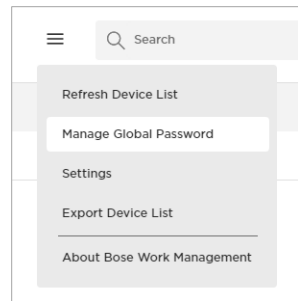 Search
Refresh Device List
Manage Global Password
Settings
Export Device List
About Bose Work Management